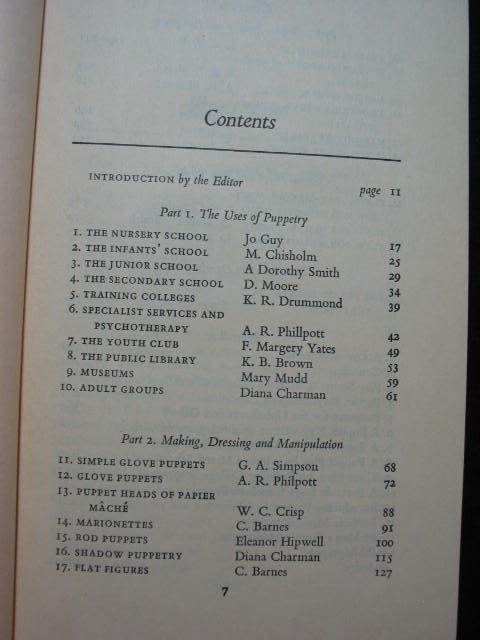 Contents
INTRODUCTION by the Editor page 11
Part 1. The Uses of Puppetry
1. THE NURSERY SCHOOL Jo Guy 17
2. THE INFANTS' SCHOOL M. Chisholm 25
3. THE JUNIOR SCHOOL A Dorothy Smith 29
4. THE SECONDARY SCHOOL D. Moore 34
5. TRAINING COLLEGES K. R. Drummond 39
6. SPECIALIST SERVICES AND
PSYCHOTHERAPY A. R. Phillpott 42
7. THE YOUTH CLUB F. Margery Yates 49
8. THE PUBLIC LIBRARY K. B. Brown 53
9. MUSEUMS Mary Mudd 59
10. ADULT GROUPS Diana Charman 61
Part 2. Making, Dressing and Manipulation
11. SIMPLE GLOVE PUPPETS G. A. Simpson 68
12. GLOVE PUPPETS A. R. Philpott 72
13. PUPPET HEADS OF PAPIER
MÂCHÉ W. C. Crisp 88
14. MARIONETTES C. Barnes 91
15. ROD PUPPETS Eleanor Hipwell 100
16. SHADOW PUPPETRY Diana Charman 115
17. FLAT FIGURES C. Barnes 127
7